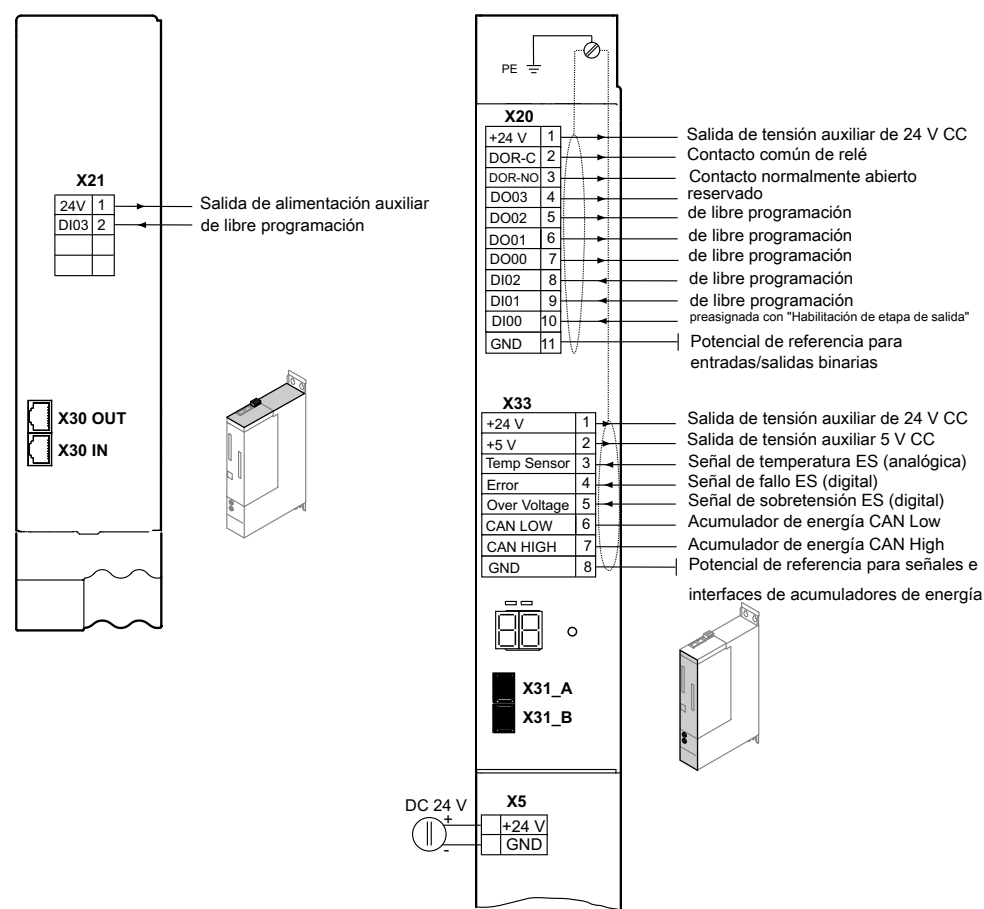 X21
24V 1 Salida de alimentación auxiliar
DI03 2 de libre programación
X30 OUT
X30 IN
PE
X20
+24 V 1 Salida de tensión auxiliar de 24 V CC
DOR-C 2 Contacto común de relé
DOR-NO 3 Contacto normalmente abierto
DO03 4 reservado
DO02 5 de libre programación
DO01 6 de libre programación
DO00 7 de libre programación
DI02 8 de libre programación
DI01 9 de libre programación
DI00 10 preasignada con "Habilitación de etapa de salida"
GND 11 Potencial de referencia para
entradas/salidas binarias
X33
+24 V 1 Salida de tensión auxiliar de 24 V CC
+5 V 2 Salida de tensión auxiliar 5 V CC
Temp Sensor 3 Señal de temperatura ES (analógica)
Error 4 Señal de fallo ES (digital)
Over Voltage 5 Señal de sobretensión ES (digital)
CAN LOW 6 Acumulador de energía CAN Low
CAN HIGH 7 Acumulador de energía CAN High
GND 8 Potencial de referencia para señales e
interfaces de acumuladores de energía
88
X31_A
X31_B
DC 24 V
X5
+
+24 V
-
GND